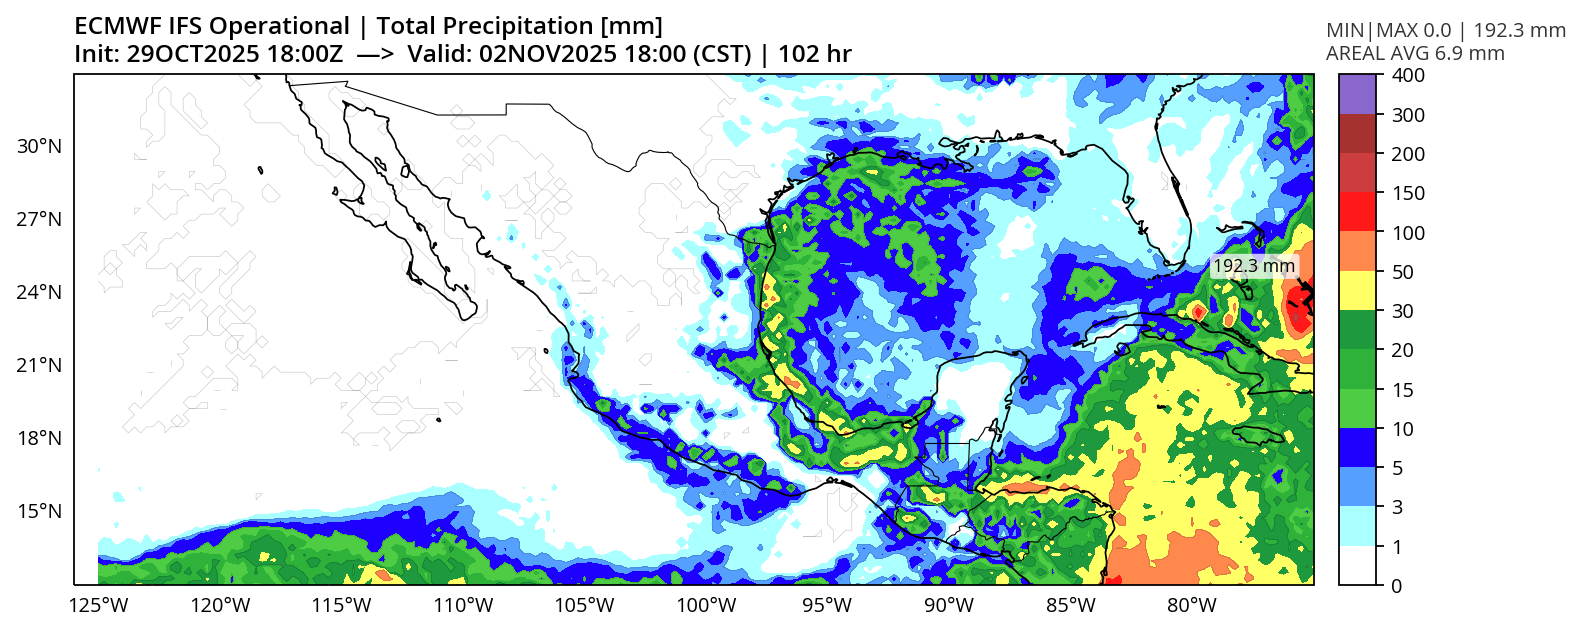 ECMWF IFS Operational | Total Precipitation [mm]
Init: 29OCT2025 18:00Z —> Valid: 02NOV2025 18:00 (CST) | 102 hr
MIN|MAX 0.0 | 192.3 mm
AREAL AVG 6.9 mm
400
300
200
150
100
50
30
20
15
10
5
3
1
0
30°N
27°N
24°N
21°N
18°N
15°N
192.3 mm
125°W 120°W 115°W 110°W 105°W 100°W 95°W 90°W 85°W 80°W